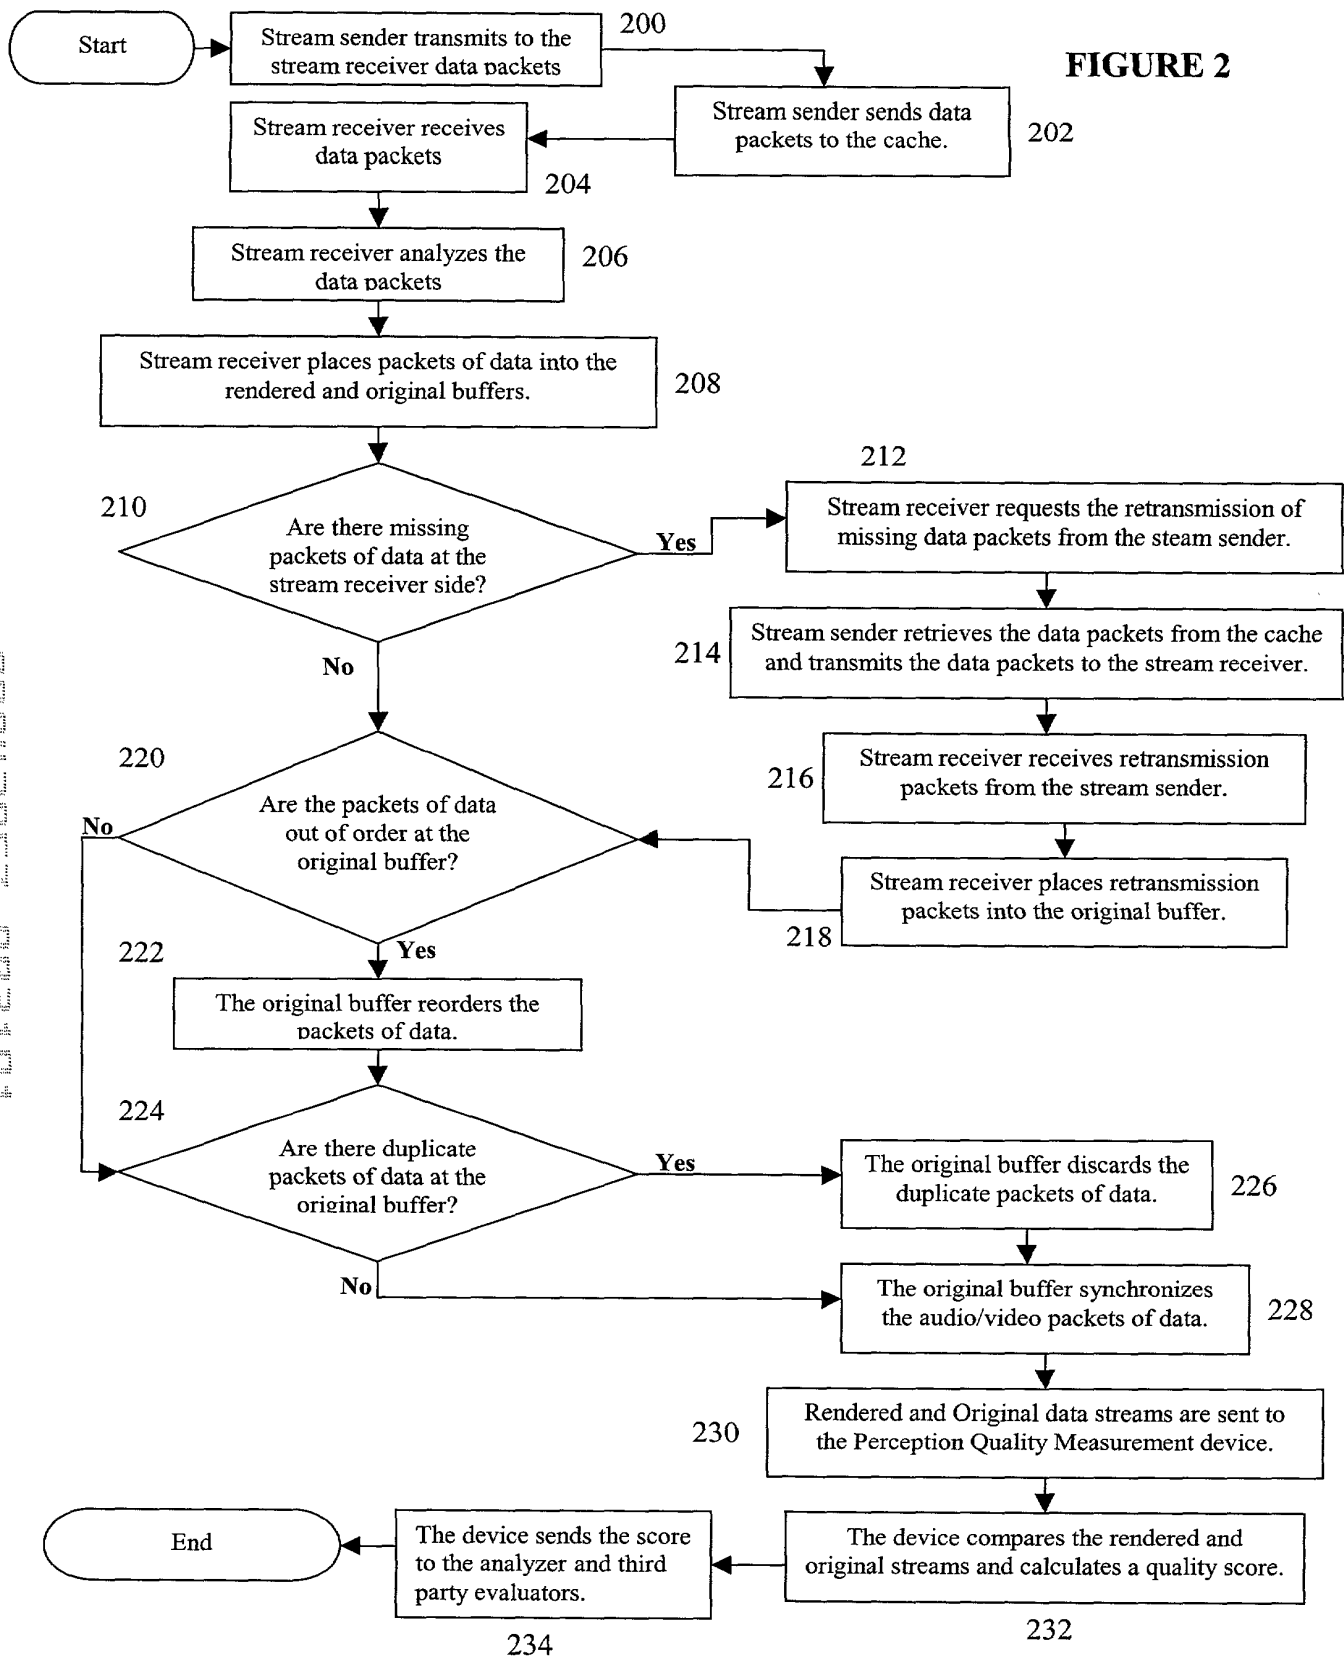 Start
Stream sender transmits to the
stream receiver data packets
200
FIGURE 2
Stream sender sends data
packets to the cache.
202
Stream receiver receives
data packets
204
Stream receiver analyzes the
data packets
206
Stream receiver places packets of data into the
rendered and original buffers.
208
210
Are there missing
packets of data at the
stream receiver side?
Yes
No
212
Stream receiver requests the retransmission of
missing data packets from the steam sender.
214
Stream sender retrieves the data packets from the cache
and transmits the data packets to the stream receiver.
216
Stream receiver receives retransmission
packets from the stream sender.
218
Stream receiver places retransmission
packets into the original buffer.
220
Are the packets of data
out of order at the
original buffer?
No
Yes
222
The original buffer reorders the
packets of data.
224
Are there duplicate
packets of data at the
original buffer?
Yes
No
The original buffer discards the
duplicate packets of data.
226
The original buffer synchronizes
the audio/video packets of data.
228
230
Rendered and Original data streams are sent to
the Perception Quality Measurement device.
The device compares the rendered and
original streams and calculates a quality score.
232
The device sends the score
to the analyzer and third
party evaluators.
234
End